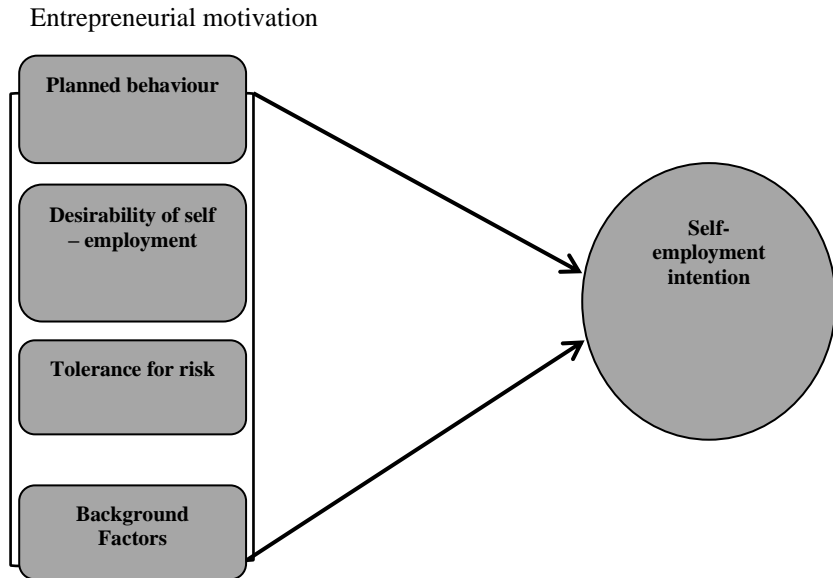 Entrepreneurial motivation
Planned behaviour
Desirability of self
– employment
Tolerance for risk
Background
Factors
Self-
employment
intention